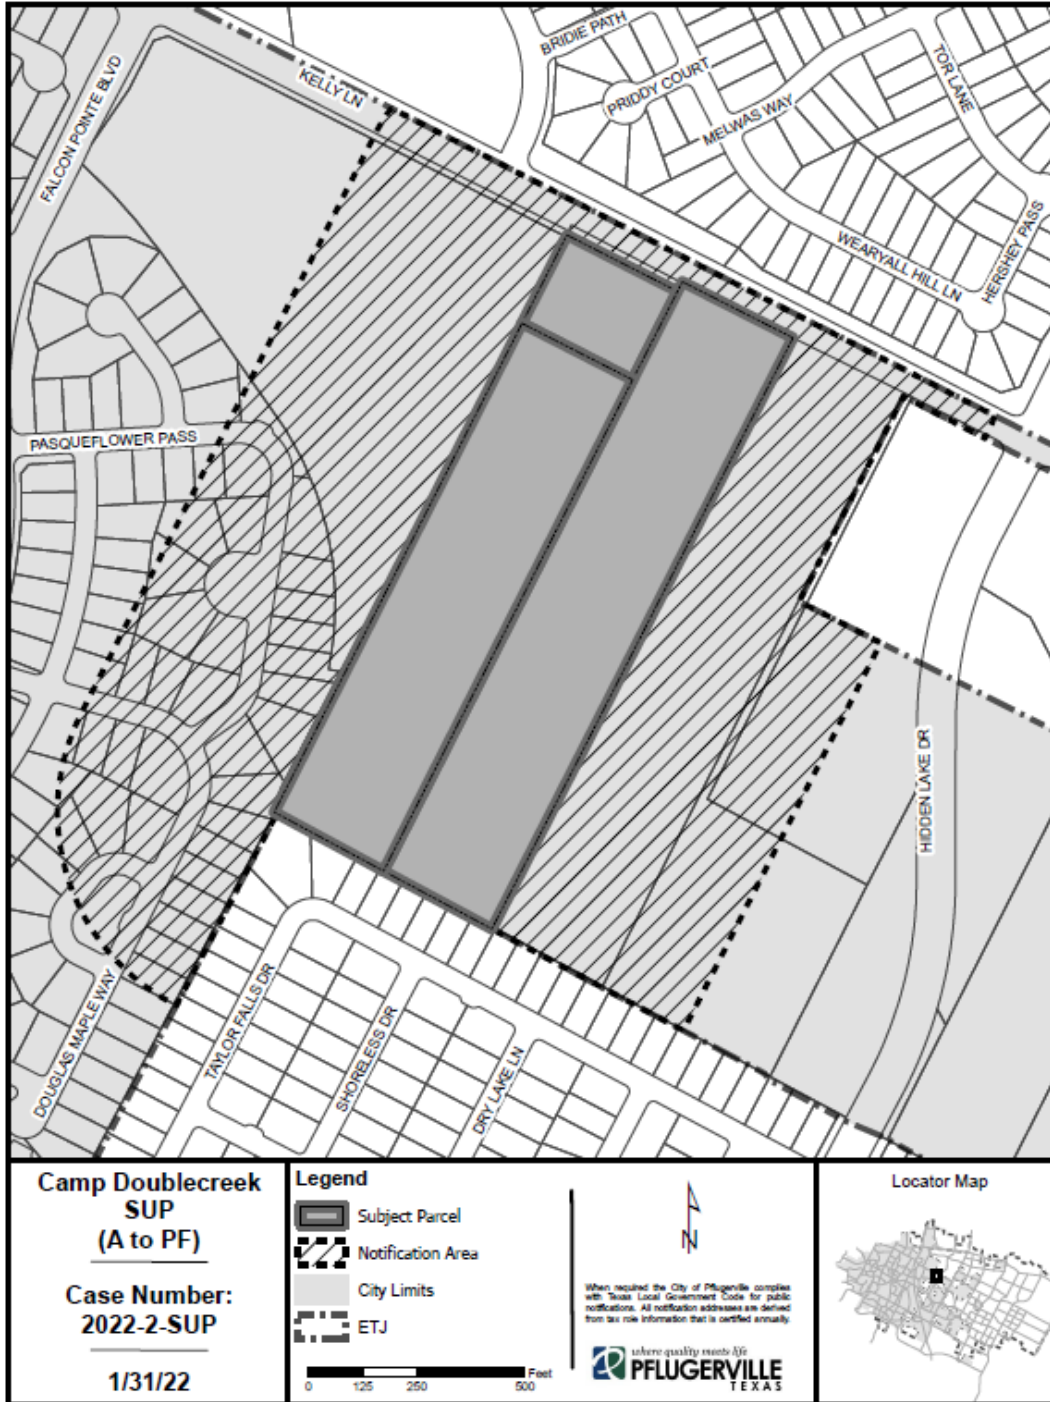 BRIDIE PATH
KELLY LN
PRIDDY COURT
TOR LANE
FALCON POINTE BLVD
MELWAS WAY
HERSHEY PASS
WEARYALL HILL LN
PASQUEFLOWER PASS
HIDDEN LAKE DR
DOUGLAS MAPLE WAY
TAYLOR FALLS DR
SHORELESS DR
DRY LAKE LN
Camp Doublecreek
SUP
(A to PF)
Case Number:
2022-2-SUP
1/31/22
Legend
Subject Parcel
Notification Area
City Limits
ETJ
Feet
0 125 250 500
N
When required the City of Pflugerville complies
with Texas Local Government Code for public
notifications. All notification addresses are derived
from tax role information that is certified annually.
where quality meets life
PFLUGERVILLE
TEXAS
Locator Map